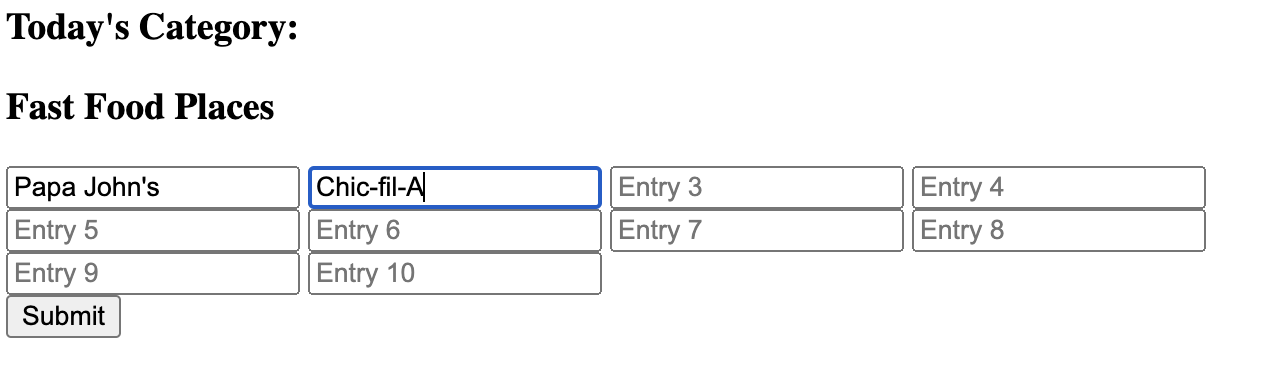 Today's Category:
Fast Food Places
Papa John's Chic-fil-A Entry 3 Entry 4
Entry 5 Entry 6 Entry 7 Entry 8
Entry 9 Entry 10
Submit